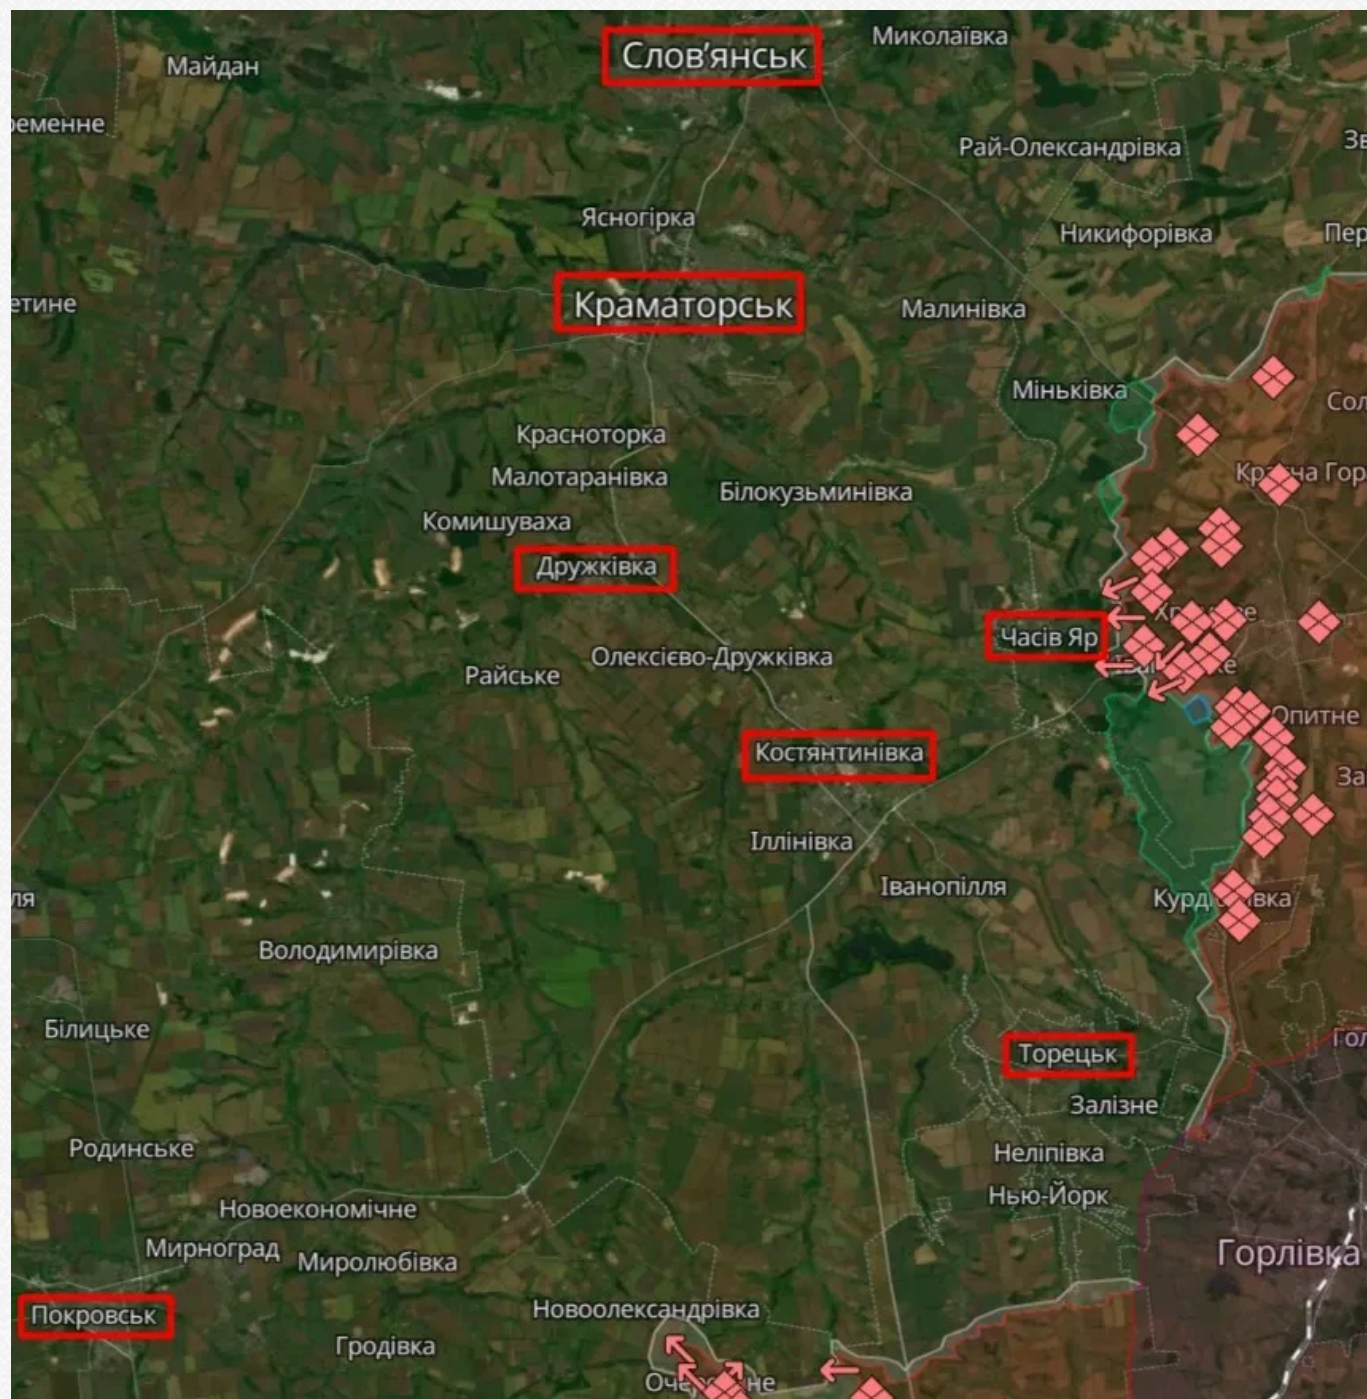 Слов’янськ
Миколаївка
Майдан
Рай-Олександрівка
Ясногірка
Никифорівка
Краматорськ
Малинівка
Міньківка
Красноторка
Малотаранівка
Білокузьминівка
Комишуваха
Дружківка
Часів Яр
Олексієво-Дружківка
Райське
Опитне
Костянтинівка
Іллінівка
Іванопілля
Володимирівка
Білицьке
Торецьк
Залізне
Родинське
Неліпівка
Нью-Йорк
Новоекономічне
Мирноград
Миролюбівка
Горлівка
Покровськ
Новоолександрівка
Гродівка